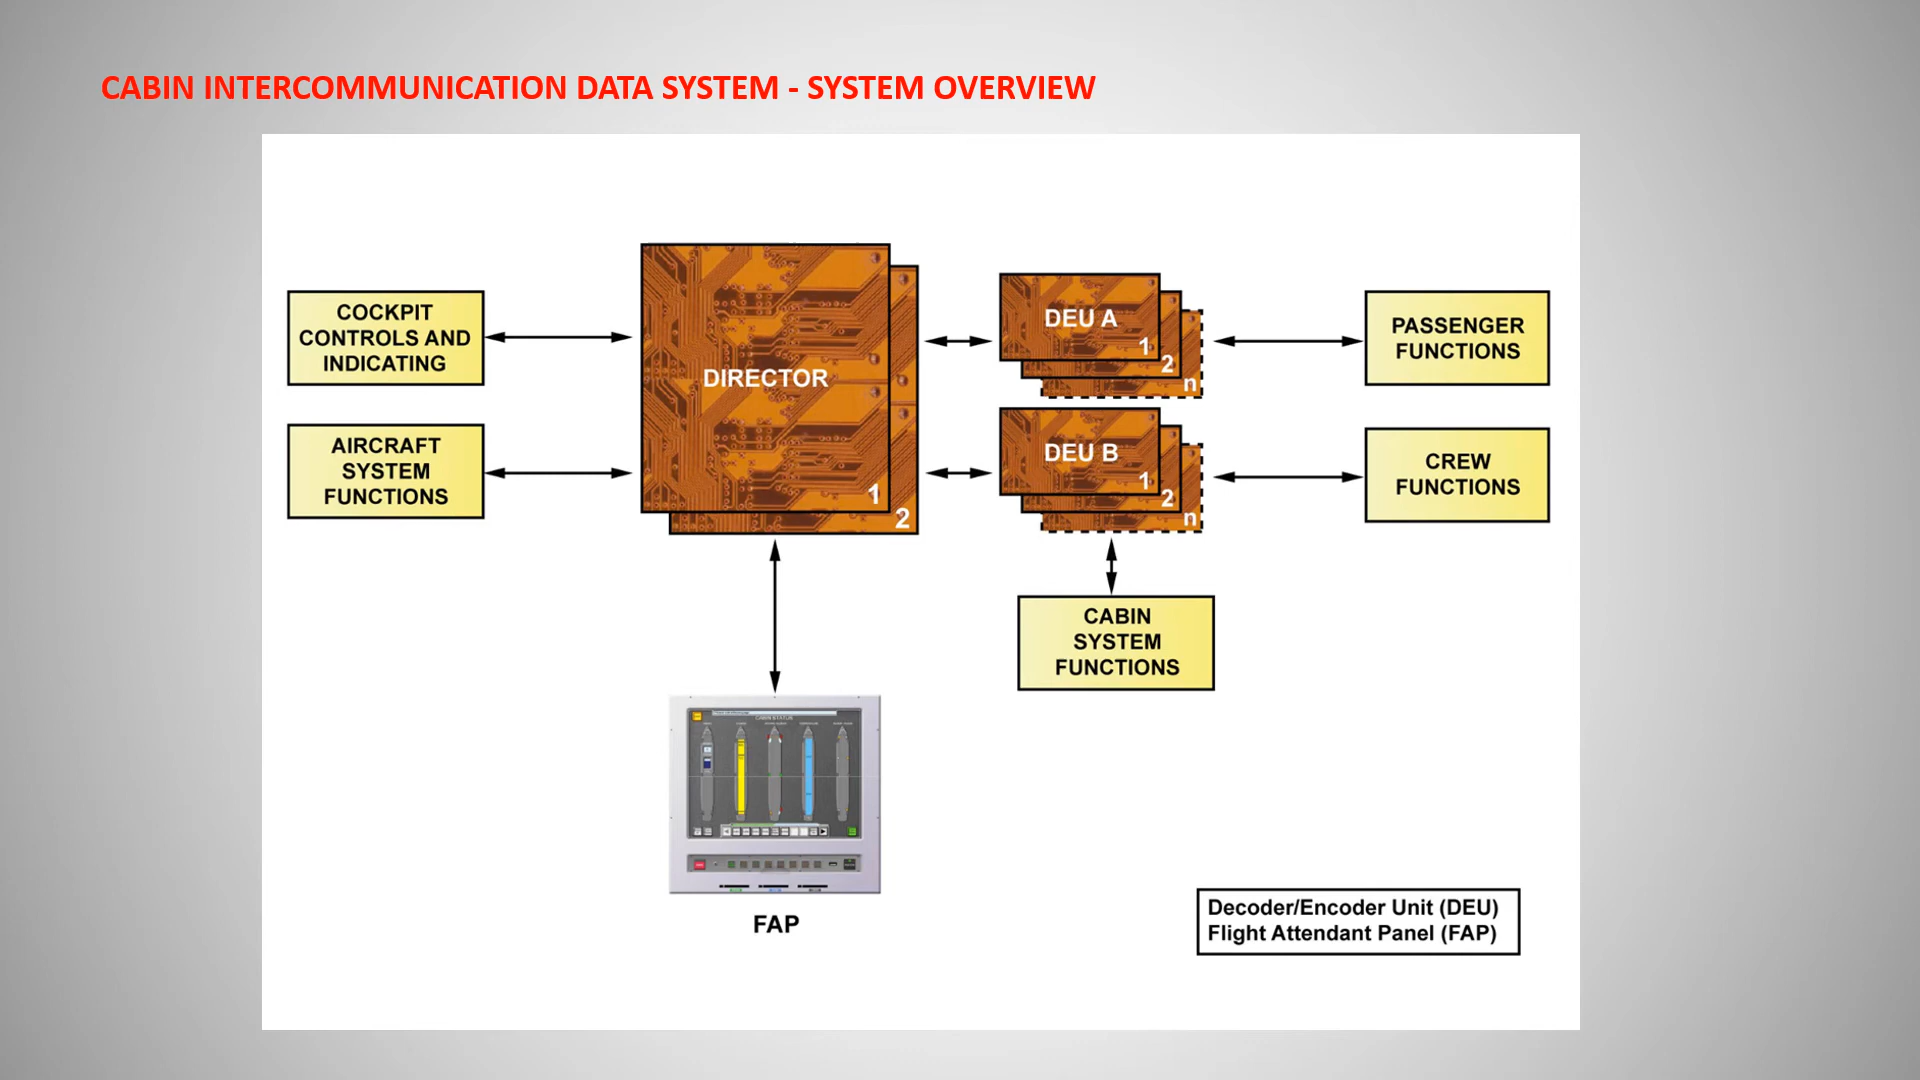 CABIN INTERCOMMUNICATION DATA SYSTEM - SYSTEM OVERVIEW
COCKPIT
CONTROLS AND
INDICATING
AIRCRAFT
SYSTEM
FUNCTIONS
DIRECTOR
1
2
DEU A
1
2
n
DEU B
1
2
n
PASSENGER
FUNCTIONS
CREW
FUNCTIONS
CABIN
SYSTEM
FUNCTIONS
CABIN STATUS
FAP
Decoder/Encoder Unit (DEU)
Flight Attendant Panel (FAP)